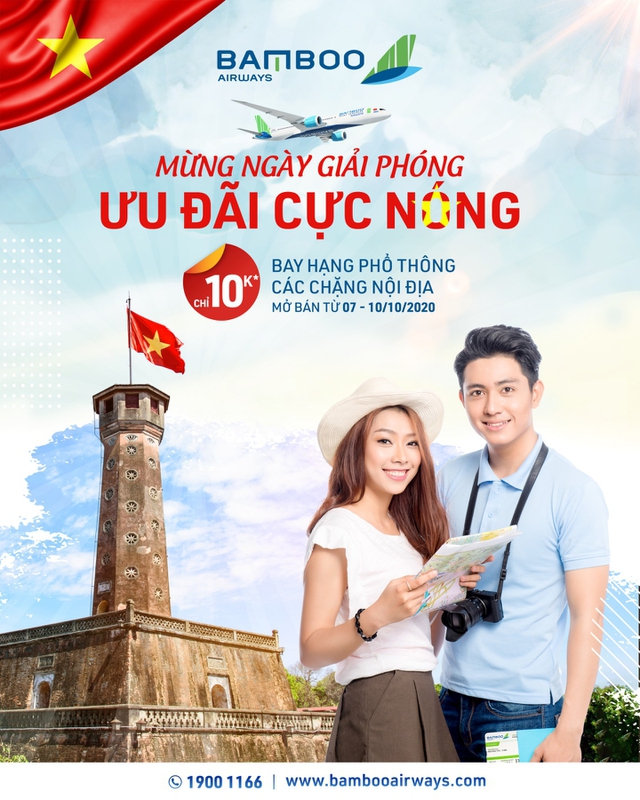 BAMBOO
AIRWAYS
MỪNG NGÀY GIẢI PHÓNG
ƯU ĐÃI CỰC NÓNG
CHỈ 10K*
BAY HẠNG PHỔ THÔNG
CÁC CHẶNG NỘI ĐỊA
MỞ BÁN TỪ 07 - 10/10/2020
1900 1166 | www.bambooairways.com